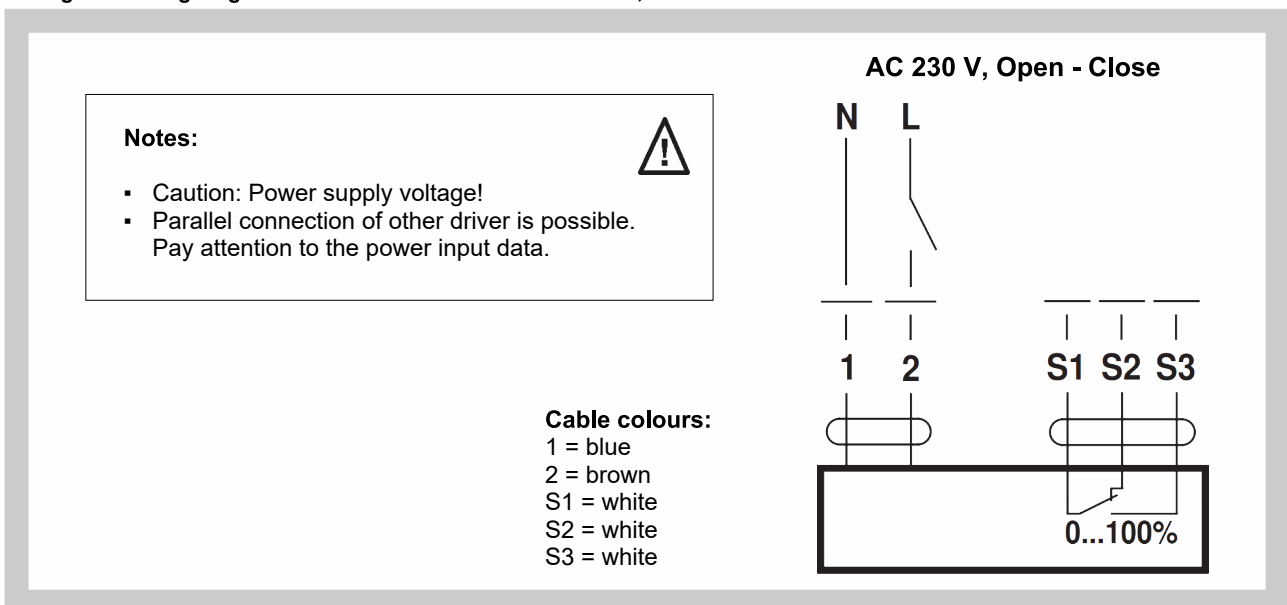 AC 230 V, Open - Close
Notes:
▪ Caution: Power supply voltage!
▪ Parallel connection of other driver is possible.
Pay attention to the power input data.
N L
1 2 S1 S2 S3
Cable colours:
1 = blue
2 = brown
S1 = white
S2 = white
S3 = white
0...100%